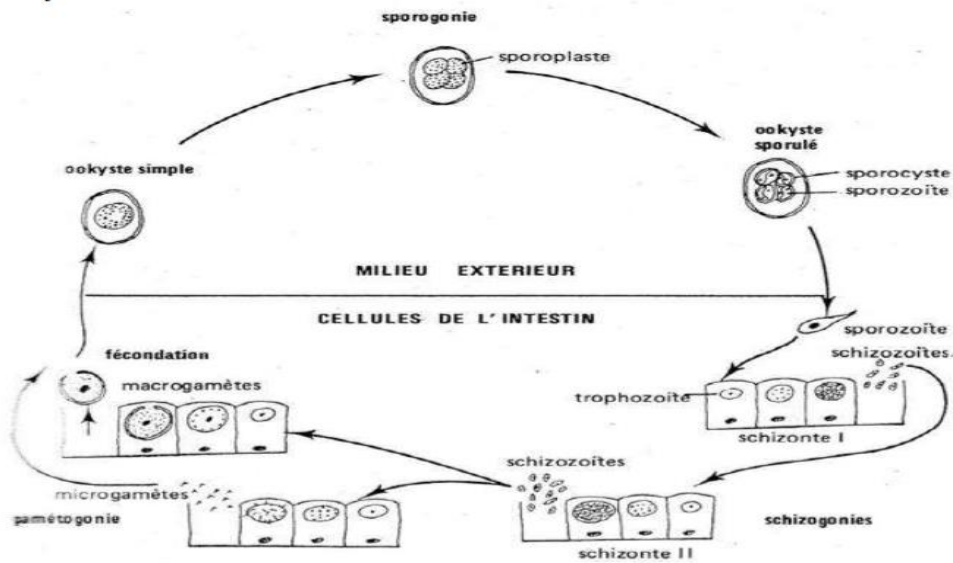 sporogonie
sporoplaste
ookyste simple
ookyste
sporulé
sporocyste
sporozoïte
MILIEU EXTERIEUR
CELLULES DE L'INTESTIN
sporozoïte
schizozoïtes
fécondation
macrogamètes
trophozoïte
schizonte I
schizozoïtes
microgamètes
gamétogonie
schizogonies
schizonte II